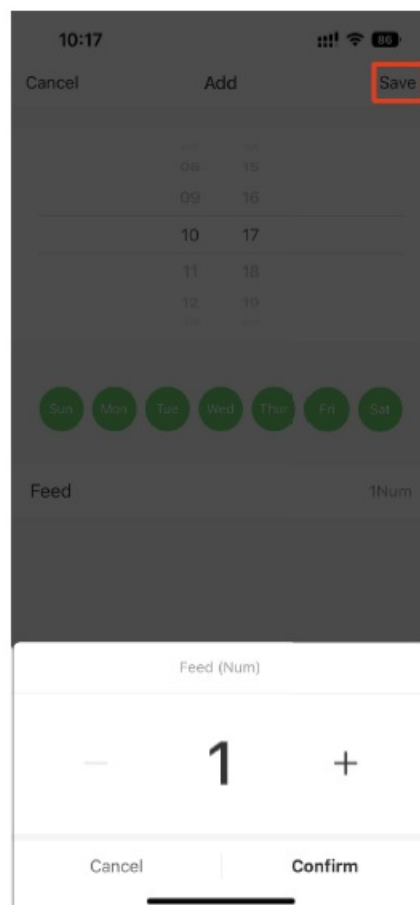 10:17 86
Cancel Add Save
08 15
09 16
10 17
11 18
12 19
Sun Mon Tue Wed Thur Fri Sat
Feed 1Num
Feed (Num)
— 1 +
Cancel Confirm